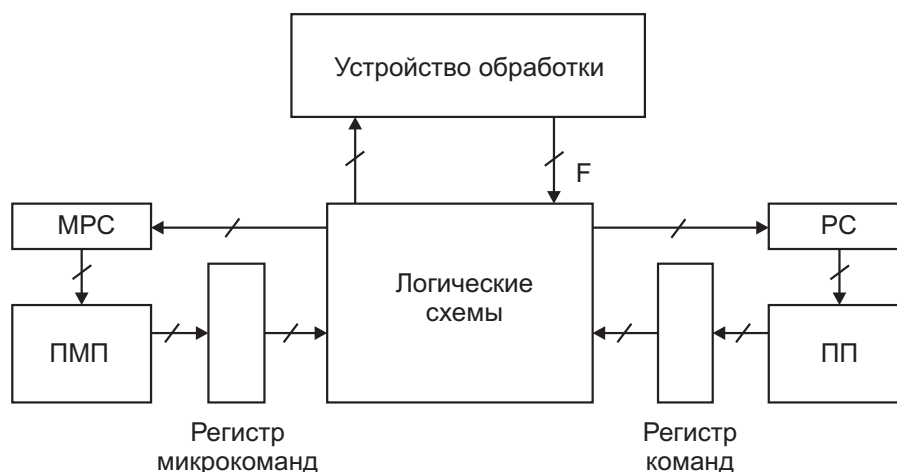 Устройство обработки
F
МРС
РС
Логические
схемы
ПМП
ПП
Регистр
микрокоманд
Регистр
команд